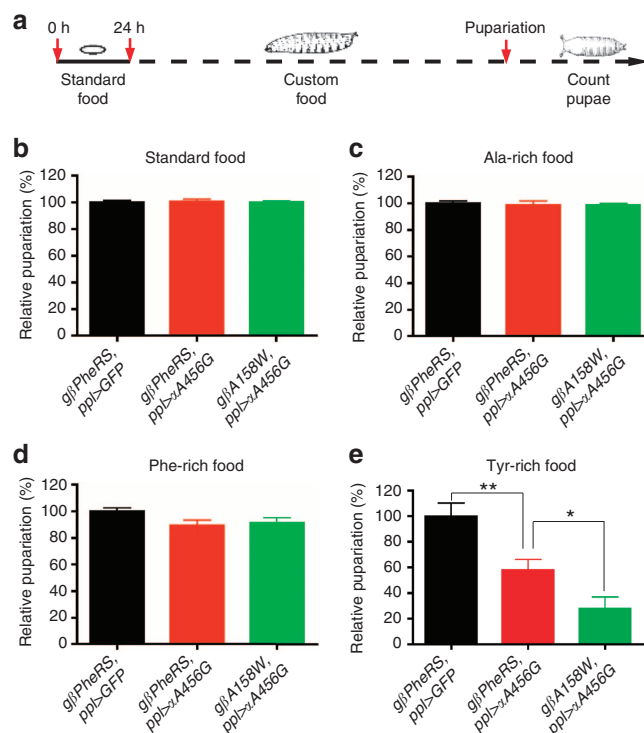 a
0 h
24 h
Pupariation
Standard
food
Custom
food
Count
pupae
b
Standard food
Relative pupariation (%)
120
100
80
60
40
20
0
gβPheRS,
ppl>GFP
gβPheRS,
ppl>αA456G
gβA158W,
ppl>αA456G
c
Ala-rich food
Relative pupariation (%)
120
100
80
60
40
20
0
gβPheRS,
ppl>GFP
gβPheRS,
ppl>αA456G
gβA158W,
ppl>αA456G
d
Phe-rich food
Relative pupariation (%)
120
100
80
60
40
20
0
gβPheRS,
ppl>GFP
gβPheRS,
ppl>αA456G
gβA158W,
ppl>αA456G
e
Tyr-rich food
Relative pupariation (%)
120
100
80
60
40
20
0
**
*
gβPheRS,
ppl>GFP
gβPheRS,
ppl>αA456G
gβA158W,
ppl>αA456G